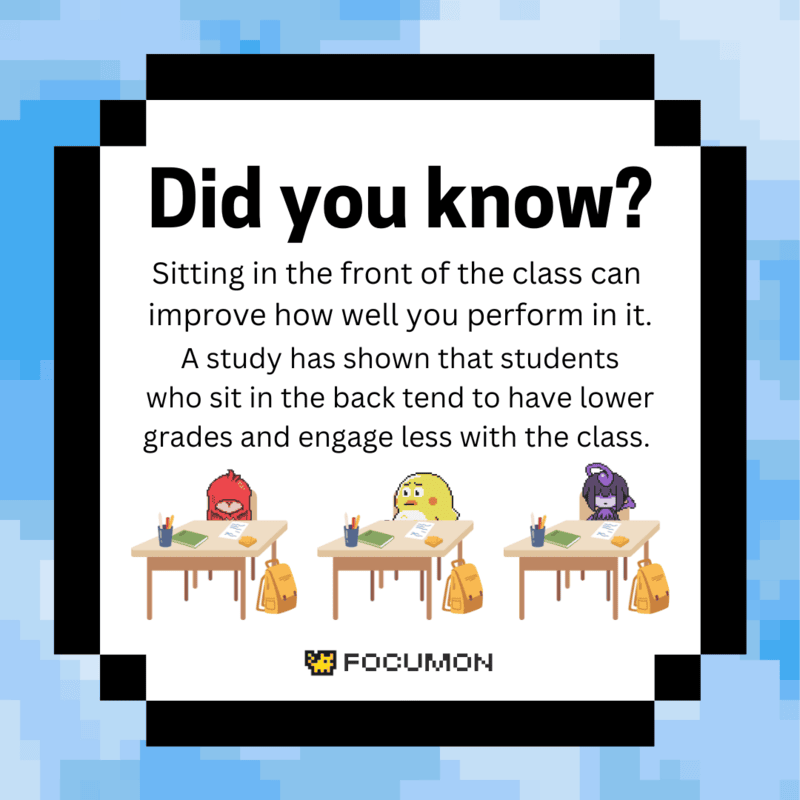 Did you know?
Sitting in the front of the class can
improve how well you perform in it.
A study has shown that students
who sit in the back tend to have lower
grades and engage less with the class.
FOCUMON